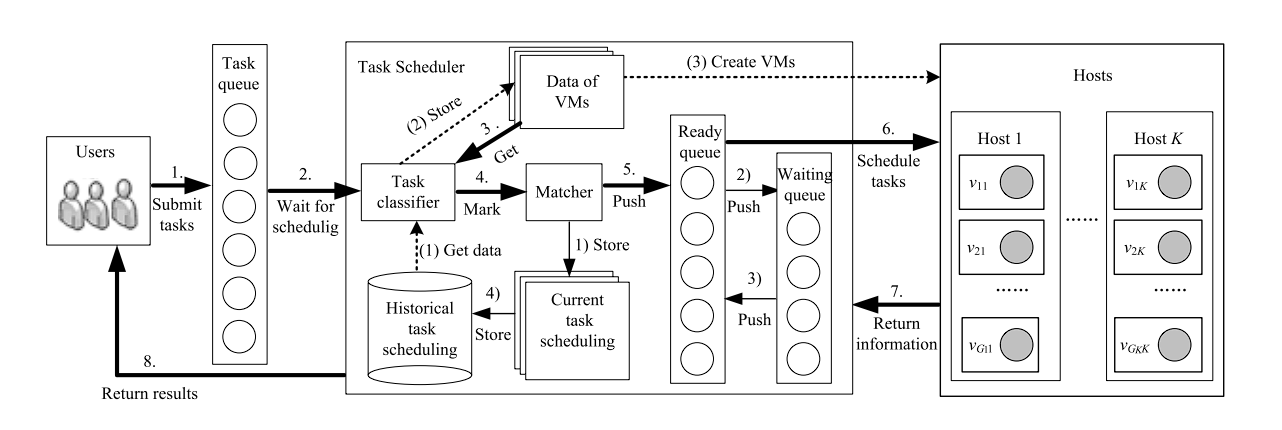 Users
1.
Submit
tasks
Task
queue
2.
Wait for
schedulig
Task Scheduler
(2) Store
Data of
VMs
(3) Create VMs
3.
Get
Task
classifier
4.
Mark
Matcher
5.
Push
(1) Get data
1) Store
Historical
task
scheduling
4)
Store
Current
task
scheduling
Ready
queue
2)
Push
3)
Push
Waiting
queue
6.
Schedule
tasks
7.
Return
information
8.
Return results
Hosts
Host 1
v11
v21
......
vG11
......
Host K
v1K
v2K
......
vGKK